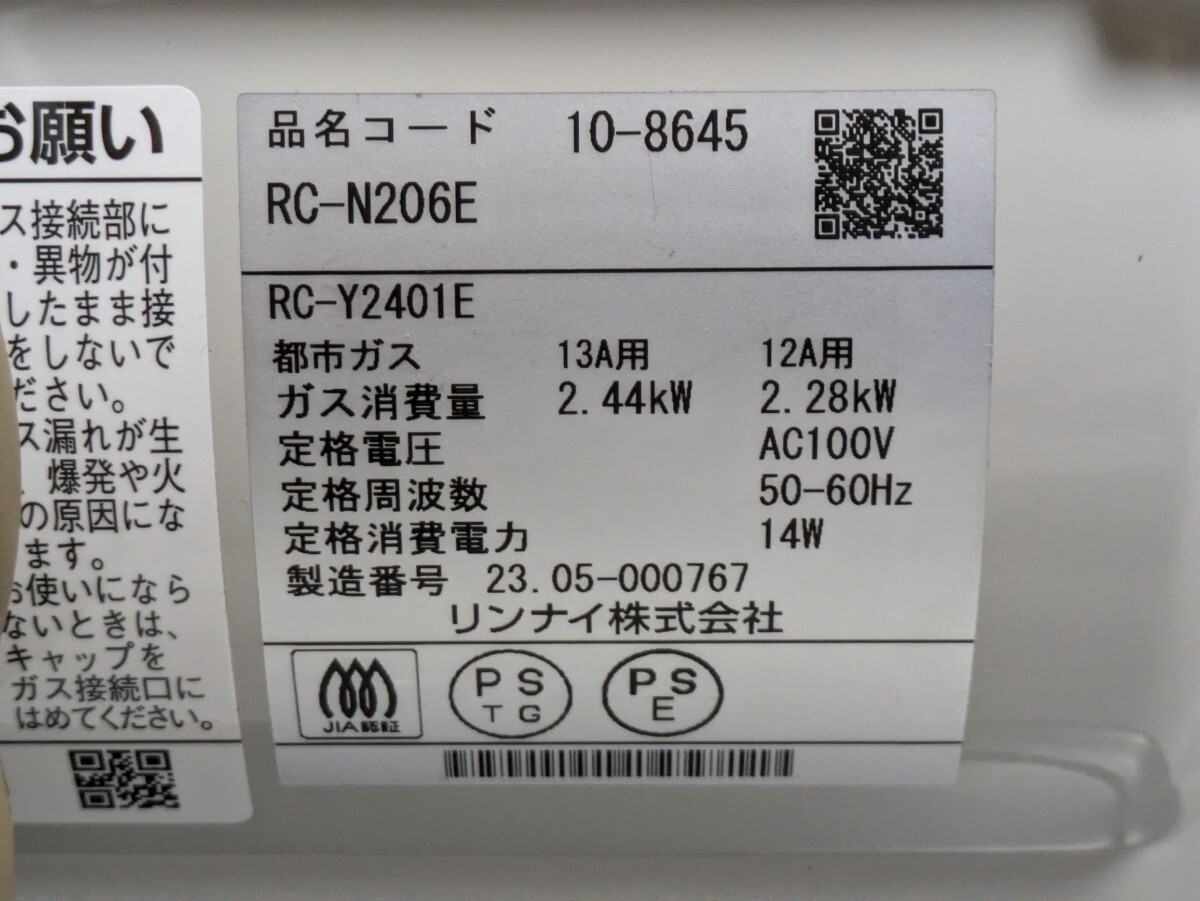 お願い
ス接続部に
・異物が付
したまま接
をしないで
ださい。
ス漏れが生
、爆発や火
の原因にな
ます。
お使いになら
ないときは、
キャップを
ガス接続口に
はめてください。
品名コード 10-8645
RC-N206E
RC-Y2401E
都市ガス 13A用 12A用
ガス消費量 2.44kW 2.28kW
定格電圧 AC100V
定格周波数 50-60Hz
定格消費電力 14W
製造番号 23.05-000767
リンナイ株式会社
JIA認証
PS
TG
PS
E